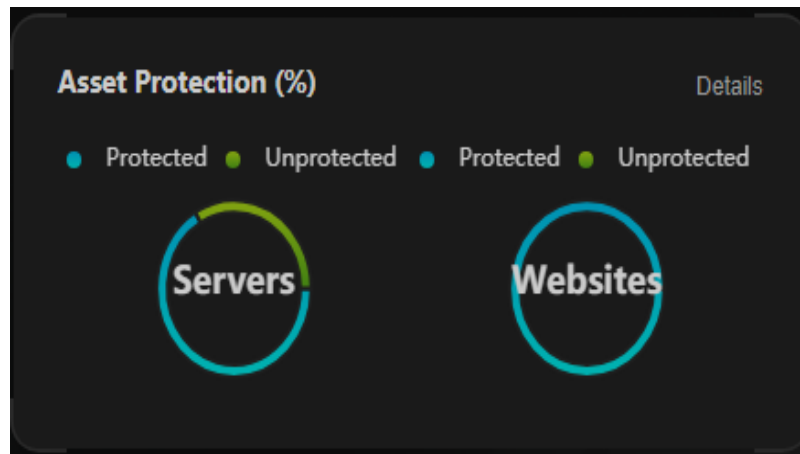 Asset Protection (%) Details
Protected Unprotected Protected Unprotected
Servers Websites